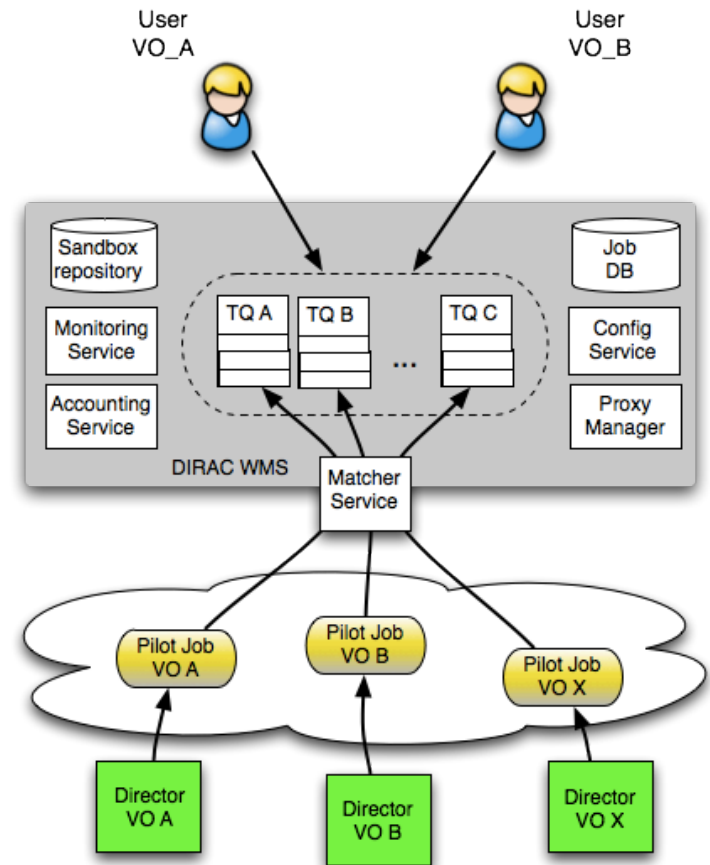 User
VO_A
User
VO_B
Sandbox
repository
Job
DB
TQ A
TQ B
TQ C
Monitoring
Service
Config
Service
...
Accounting
Service
Proxy
Manager
DIRAC WMS
Matcher
Service
Pilot Job
VO A
Pilot Job
VO B
Pilot Job
VO X
Director
VO A
Director
VO B
Director
VO X